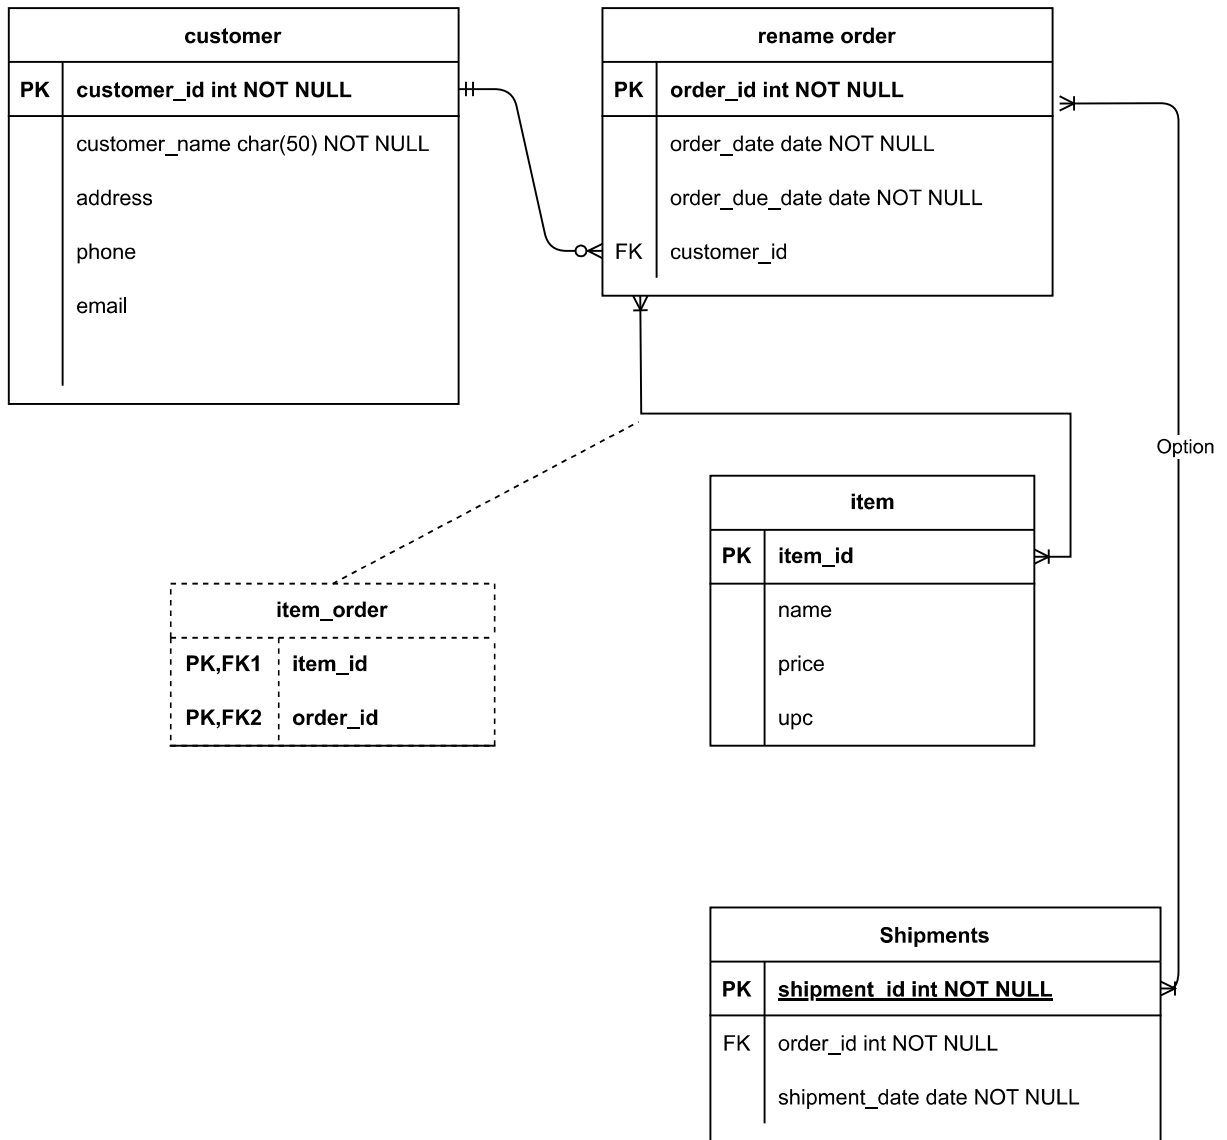 customer
PK customer_id int NOT NULL
customer_name char(50) NOT NULL
address
phone
email
rename order
PK order_id int NOT NULL
order_date date NOT NULL
order_due_date date NOT NULL
FK customer_id
Option
item
PK item_id
name
price
upc
item_order
PK,FK1 item_id
PK,FK2 order_id
Shipments
PK shipment_id int NOT NULL
FK order_id int NOT NULL
shipment_date date NOT NULL